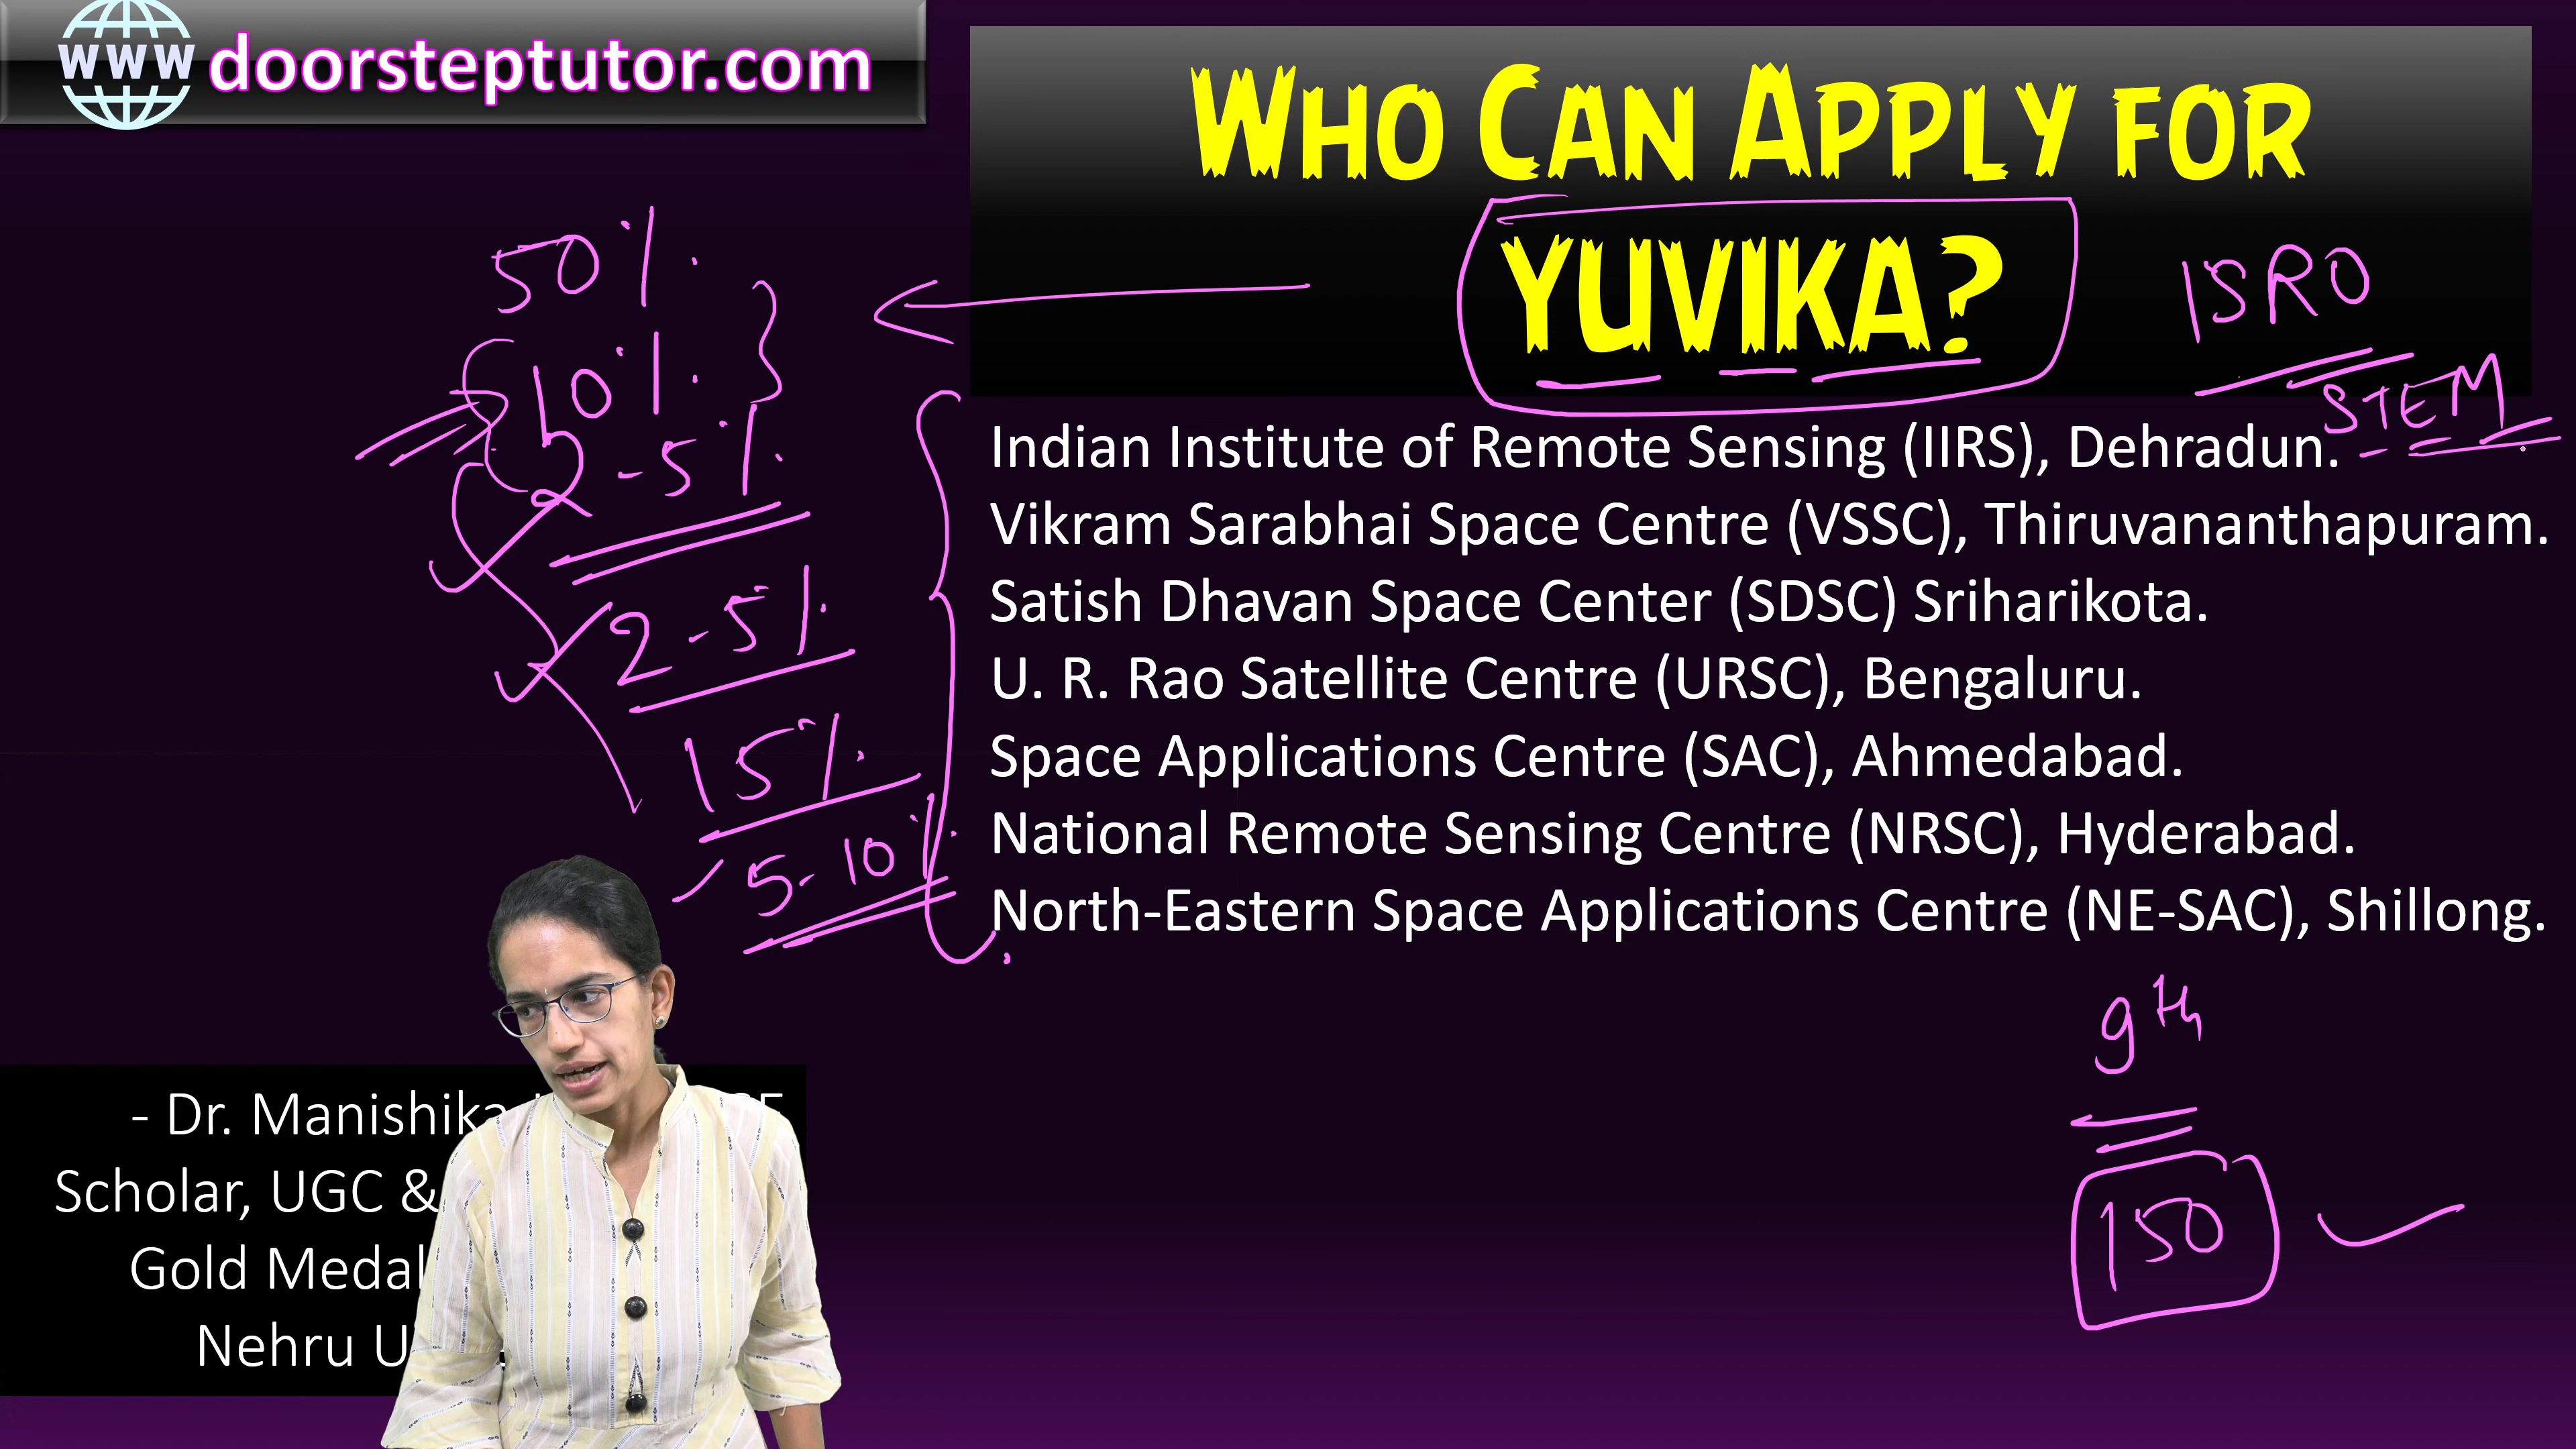 WWW doorsteptutor.com
WHO CAN APPLY FOR
YUVIKA?
ISRO
STEM
50%.
10%.
2-5%.
2-5%.
15%.
5-10%.
Indian Institute of Remote Sensing (IIRS), Dehradun.
Vikram Sarabhai Space Centre (VSSC), Thiruvananthapuram.
Satish Dhavan Space Center (SDSC) Sriharikota.
U. R. Rao Satellite Centre (URSC), Bengaluru.
Space Applications Centre (SAC), Ahmedabad.
National Remote Sensing Centre (NRSC), Hyderabad.
North-Eastern Space Applications Centre (NE-SAC), Shillong.
9th
150
- Dr. Manishika
Scholar, UGC &
Gold Medal
Nehru U